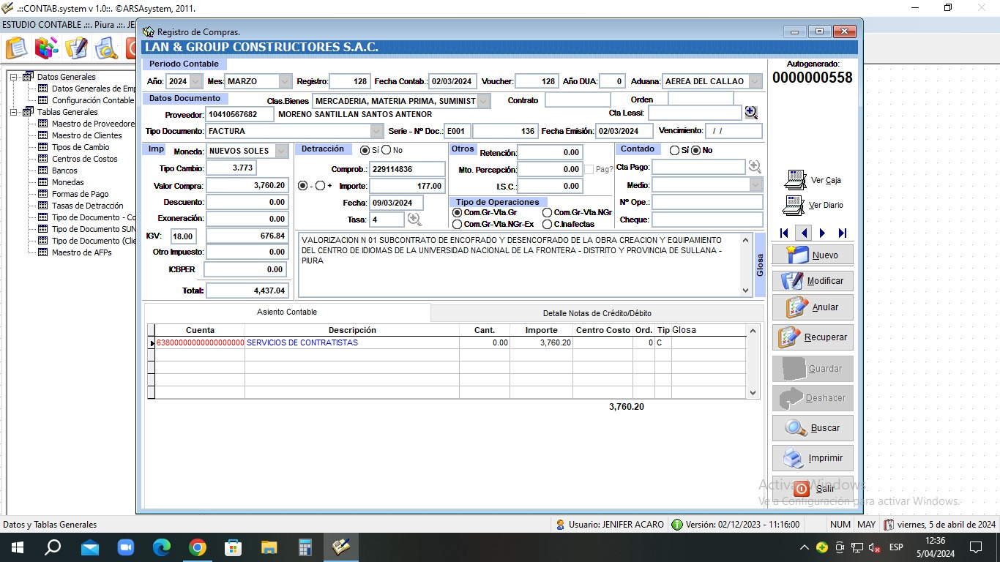 .::CONTAB.system v 1.0::. ©ARSAsystem, 2011.
ESTUDIO CONTABLE .::. Piura .::. JE
Registro de Compras.
LAN & GROUP CONSTRUCTORES S.A.C.
Datos Generales
Datos Generales de Emp
Configuración Contable
Tablas Generales
Maestro de Proveedore
Maestro de Clientes
Tipos de Cambio
Centros de Costos
Bancos
Monedas
Formas de Pago
Tasas de Detracción
Tipo de Documento - Co
Tipo de Documento SUN
Tipo de Documento (Clie
Maestro de AFPs
Periodo Contable
Año: 2024 Mes: MARZO Registro: 128 Fecha Contab.: 02/03/2024 Voucher: 128 Año DUA: 0 Aduana: AEREA DEL CALLAO
Datos Documento Clas.Bienes MERCADERIA, MATERIA PRIMA, SUMINIST Contrato Orden
Proveedor: 10410567682 MORENO SANTILLAN SANTOS ANTENOR Cta Leasi:
Tipo Documento: FACTURA Serie - Nº Doc.: E001 136 Fecha Emisión: 02/03/2024 Vencimiento: / /
Imp Moneda: NUEVOS SOLES
Tipo Cambio: 3.773
Valor Compra: 3,760.20
Descuento: 0.00
Exoneración: 0.00
IGV: 18.00 676.84
Otro Impuesto: 0.00
ICBPER 0.00
Total: 4,437.04
Detracción Sí No
Comprob.: 229114836
- + Importe: 177.00
Fecha: 09/03/2024
Tasa: 4
Otros Retención: 0.00
Mto. Percepción: 0.00 Pag?
I.S.C.: 0.00
Tipo de Operaciones
Com.Gr-Vta.Gr Com.Gr-Vta.NGr
Com.Gr-Vta.NGr-Ex C.Inafectas
Contado Sí No
Cta Pago:
Medio:
Nº Ope.:
Cheque:
VALORIZACION N 01 SUBCONTRATO DE ENCOFRADO Y DESENCOFRADO DE LA OBRA CREACION Y EQUIPAMIENTO
DEL CENTRO DE IDIOMAS DE LA UNIVERSIDAD NACIONAL DE LA FRONTERA - DISTRITO Y PROVINCIA DE SULLANA -
PIURA
Glosa
Asiento Contable Detalle Notas de Crédito/Débito
Cuenta Descripción Cant. Importe Centro Costo Ord. Tip Glosa
63800000000000000000 SERVICIOS DE CONTRATISTAS 0.00 3,760.20 0 C
3,760.20
Autogenerado:
0000000558
Ver Caja
Ver Diario
Nuevo
Modificar
Anular
Recuperar
Guardar
Deshacer
Buscar
Imprimir
Salir
Activar Windows
Ve a Configuración para activar Windows.
Datos y Tablas Generales Usuario: JENIFER ACARO Versión: 02/12/2023 - 11:16:00 NUM MAY viernes, 5 de abril de 2024
ESP
12:36
5/04/2024